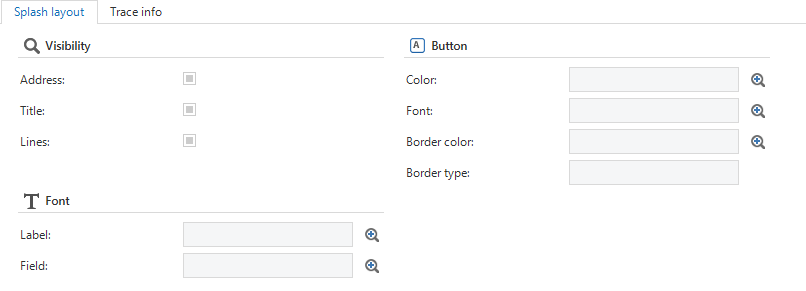 Splash layout
Trace info
Visibility
Address:
Title:
Lines:
Font
Label:
Field:
A
Button
Color:
Font:
Border color:
Border type: